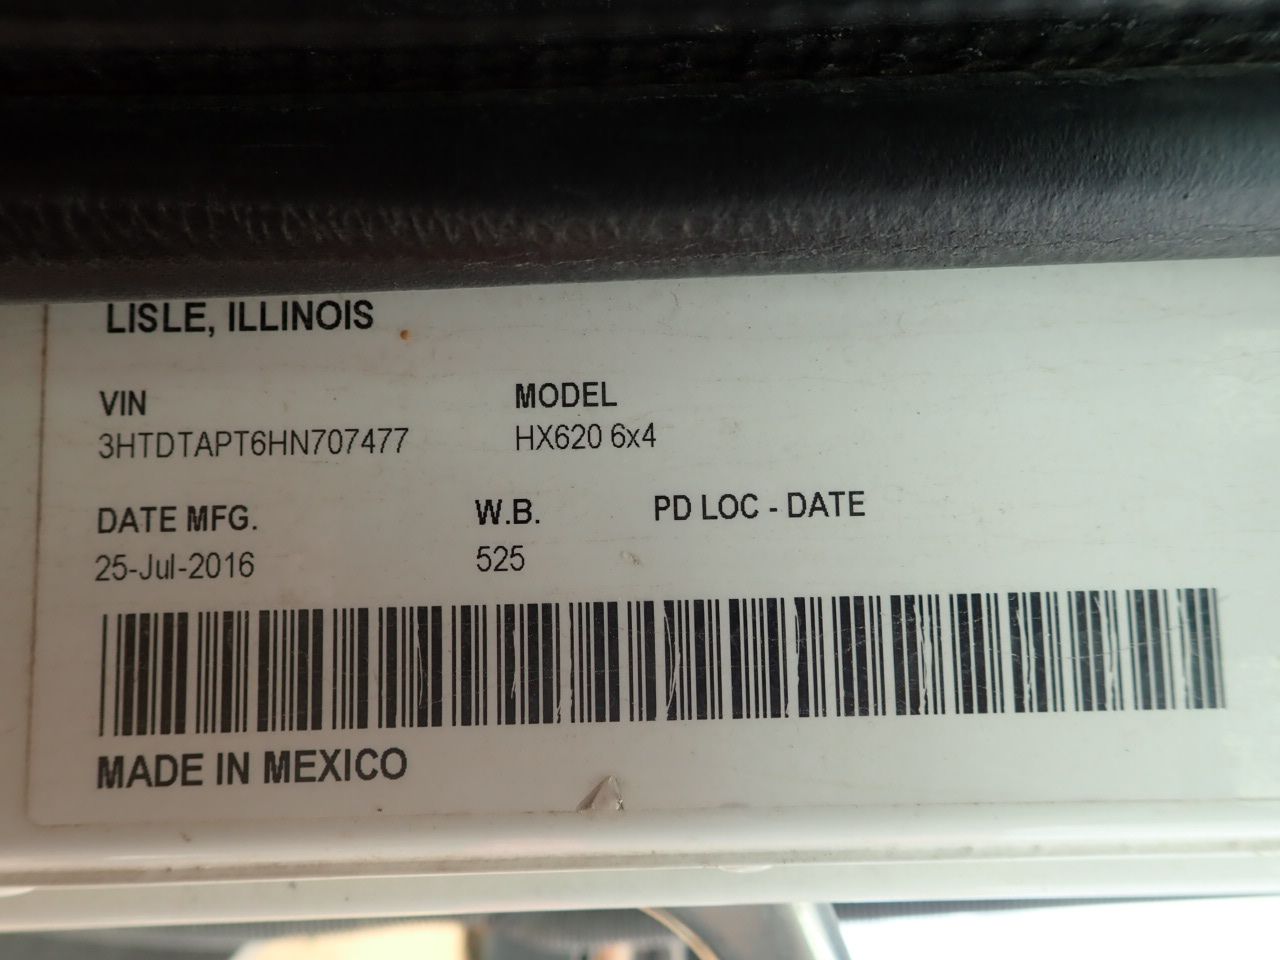 LISLE, ILLINOIS
VIN MODEL
3HTDTAPT6HN707477 HX620 6x4
DATE MFG. W.B. PD LOC - DATE
25-Jul-2016 525
MADE IN MEXICO